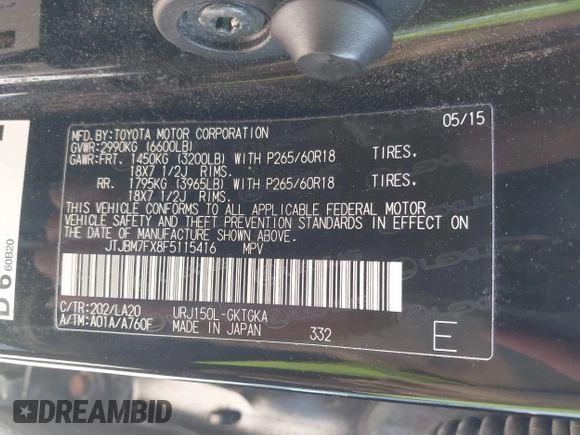 05/15
MFD.BY:TOYOTA MOTOR CORPORATION
GVWR:2990KG (6600LB)
GAWR:FRT. 1450KG (3200LB) WITH P265/60R18 TIRES.
18X7 1/2J RIMS.
RR. 1795KG (3965LB) WITH P265/60R18 TIRES.
18X7 1/2J RIMS.
THIS VEHICLE CONFORMS TO ALL APPLICABLE FEDERAL MOTOR
VEHICLE SAFETY AND THEFT PREVENTION STANDARDS IN EFFECT ON
THE DATE OF MANUFACTURE SHOWN ABOVE.
JTJBM7FX8F5115416 MPV
C/TR:202/LA20 URJ150L-GKTGKA
A/TM:A01A/A760F MADE IN JAPAN 332 E
D6
60B20
DREAMBID